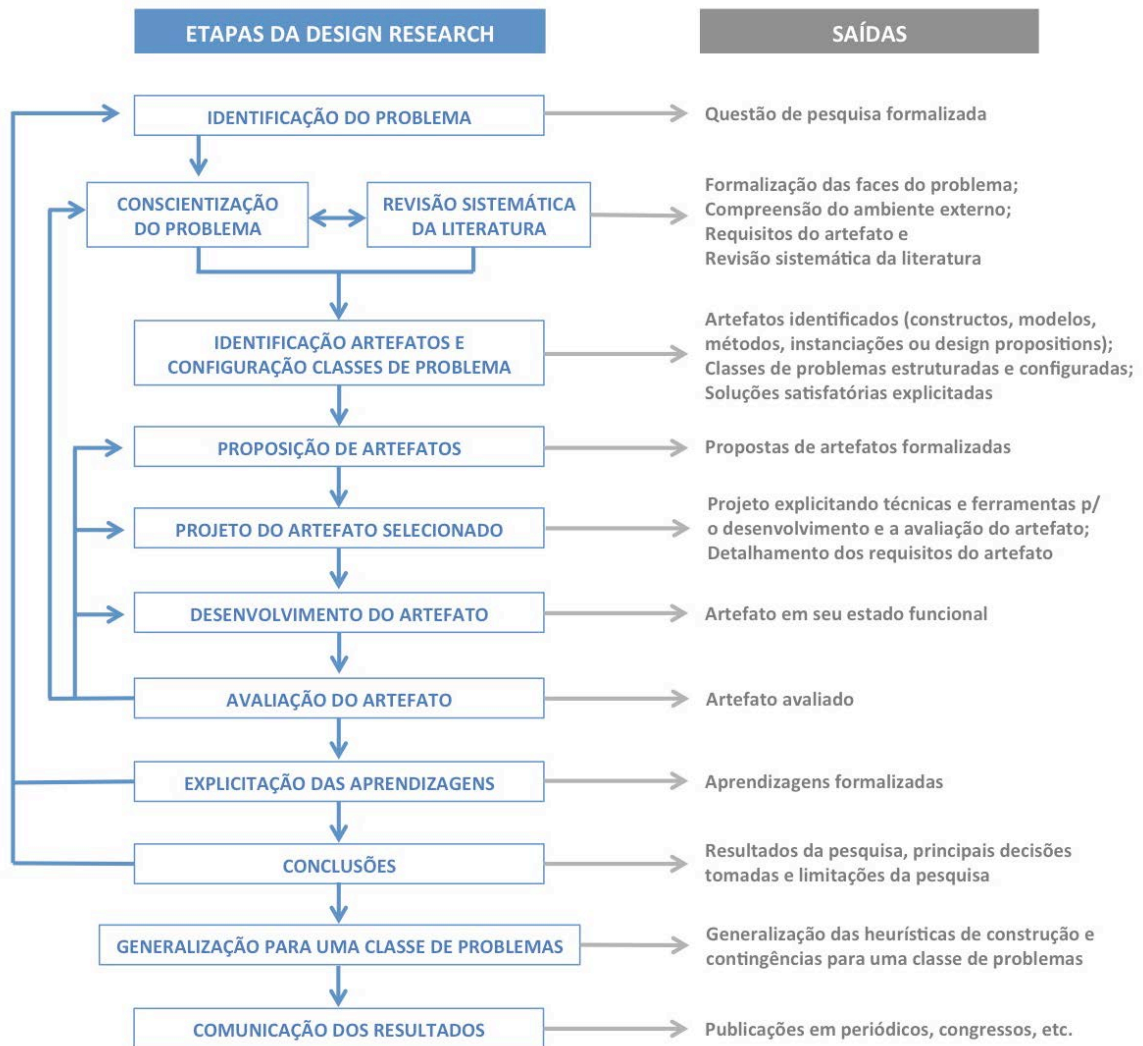 ETAPAS DA DESIGN RESEARCH
SAÍDAS
IDENTIFICAÇÃO DO PROBLEMA
Questão de pesquisa formalizada
CONSCIENTIZAÇÃO
DO PROBLEMA
REVISÃO SISTEMÁTICA
DA LITERATURA
Formalização das faces do problema;
Compreensão do ambiente externo;
Requisitos do artefato e
Revisão sistemática da literatura
IDENTIFICAÇÃO ARTEFATOS E
CONFIGURAÇÃO CLASSES DE PROBLEMA
Artefatos identificados (constructos, modelos,
métodos, instanciações ou design propositions);
Classes de problemas estruturadas e configuradas;
Soluções satisfatórias explicitadas
PROPOSIÇÃO DE ARTEFATOS
Propostas de artefatos formalizadas
PROJETO DO ARTEFATO SELECIONADO
Projeto explicitando técnicas e ferramentas p/
o desenvolvimento e a avaliação do artefato;
Detalhamento dos requisitos do artefato
DESENVOLVIMENTO DO ARTEFATO
Artefato em seu estado funcional
AVALIAÇÃO DO ARTEFATO
Artefato avaliado
EXPLICITAÇÃO DAS APRENDIZAGENS
Aprendizagens formalizadas
CONCLUSÕES
Resultados da pesquisa, principais decisões
tomadas e limitações da pesquisa
GENERALIZAÇÃO PARA UMA CLASSE DE PROBLEMAS
Generalização das heurísticas de construção e
contingências para uma classe de problemas
COMUNICAÇÃO DOS RESULTADOS
Publicações em periódicos, congressos, etc.